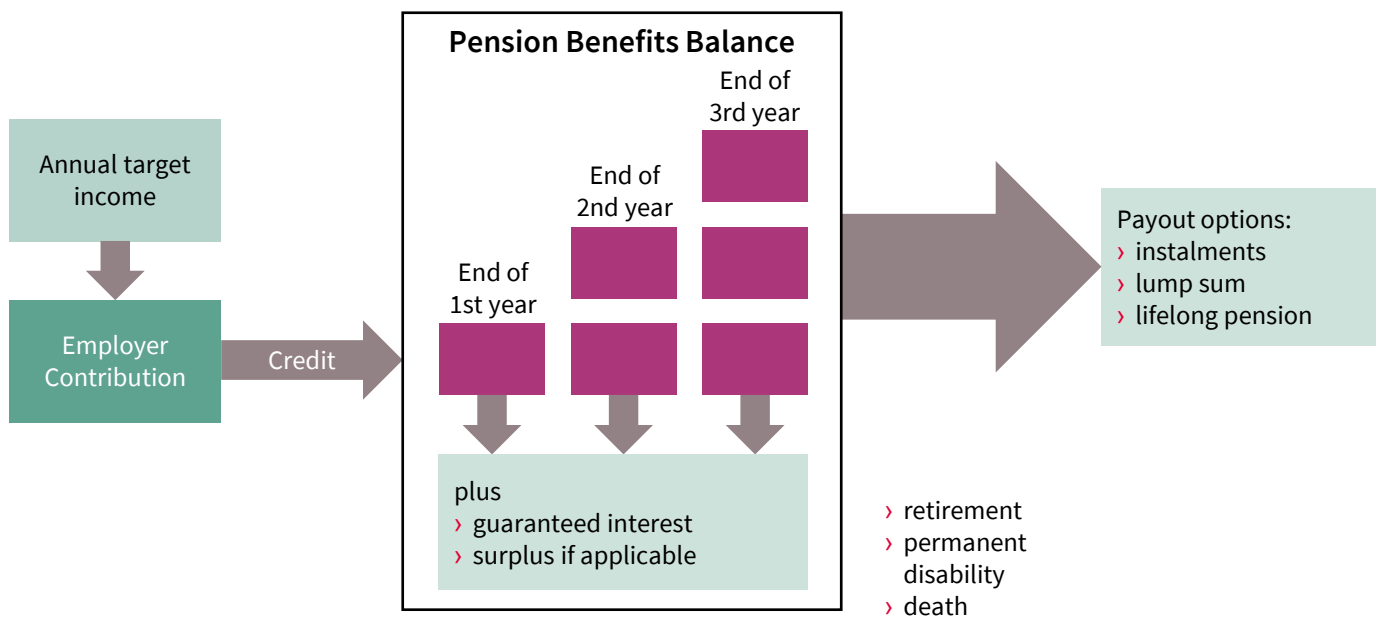 Pension Benefits Balance
Annual target
income
Employer
Contribution
Credit
End of
1st year
End of
2nd year
End of
3rd year
plus
› guaranteed interest
› surplus if applicable
› retirement
› permanent
disability
› death
Payout options:
› instalments
› lump sum
› lifelong pension